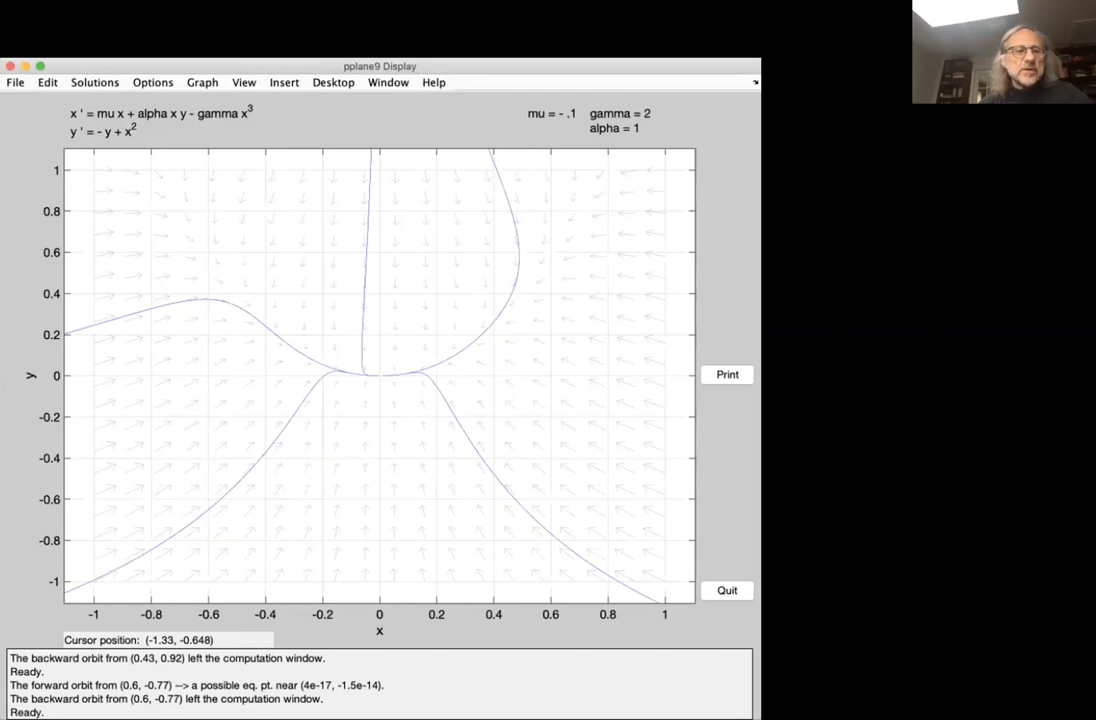 pplane9 Display
File Edit Solutions Options Graph View Insert Desktop Window Help
x ' = mu x + alpha x y - gamma x³
y ' = - y + x²
mu = - .1 gamma = 2
alpha = 1
1
0.8
0.6
0.4
0.2
0
-0.2
-0.4
-0.6
-0.8
-1
y
-1 -0.8 -0.6 -0.4 -0.2 0 0.2 0.4 0.6 0.8 1
x
Print
Quit
Cursor position: (-1.33, -0.648)
The backward orbit from (0.43, 0.92) left the computation window.
Ready.
The forward orbit from (0.6, -0.77) --> a possible eq. pt. near (4e-17, -1.5e-14).
The backward orbit from (0.6, -0.77) left the computation window.
Ready.